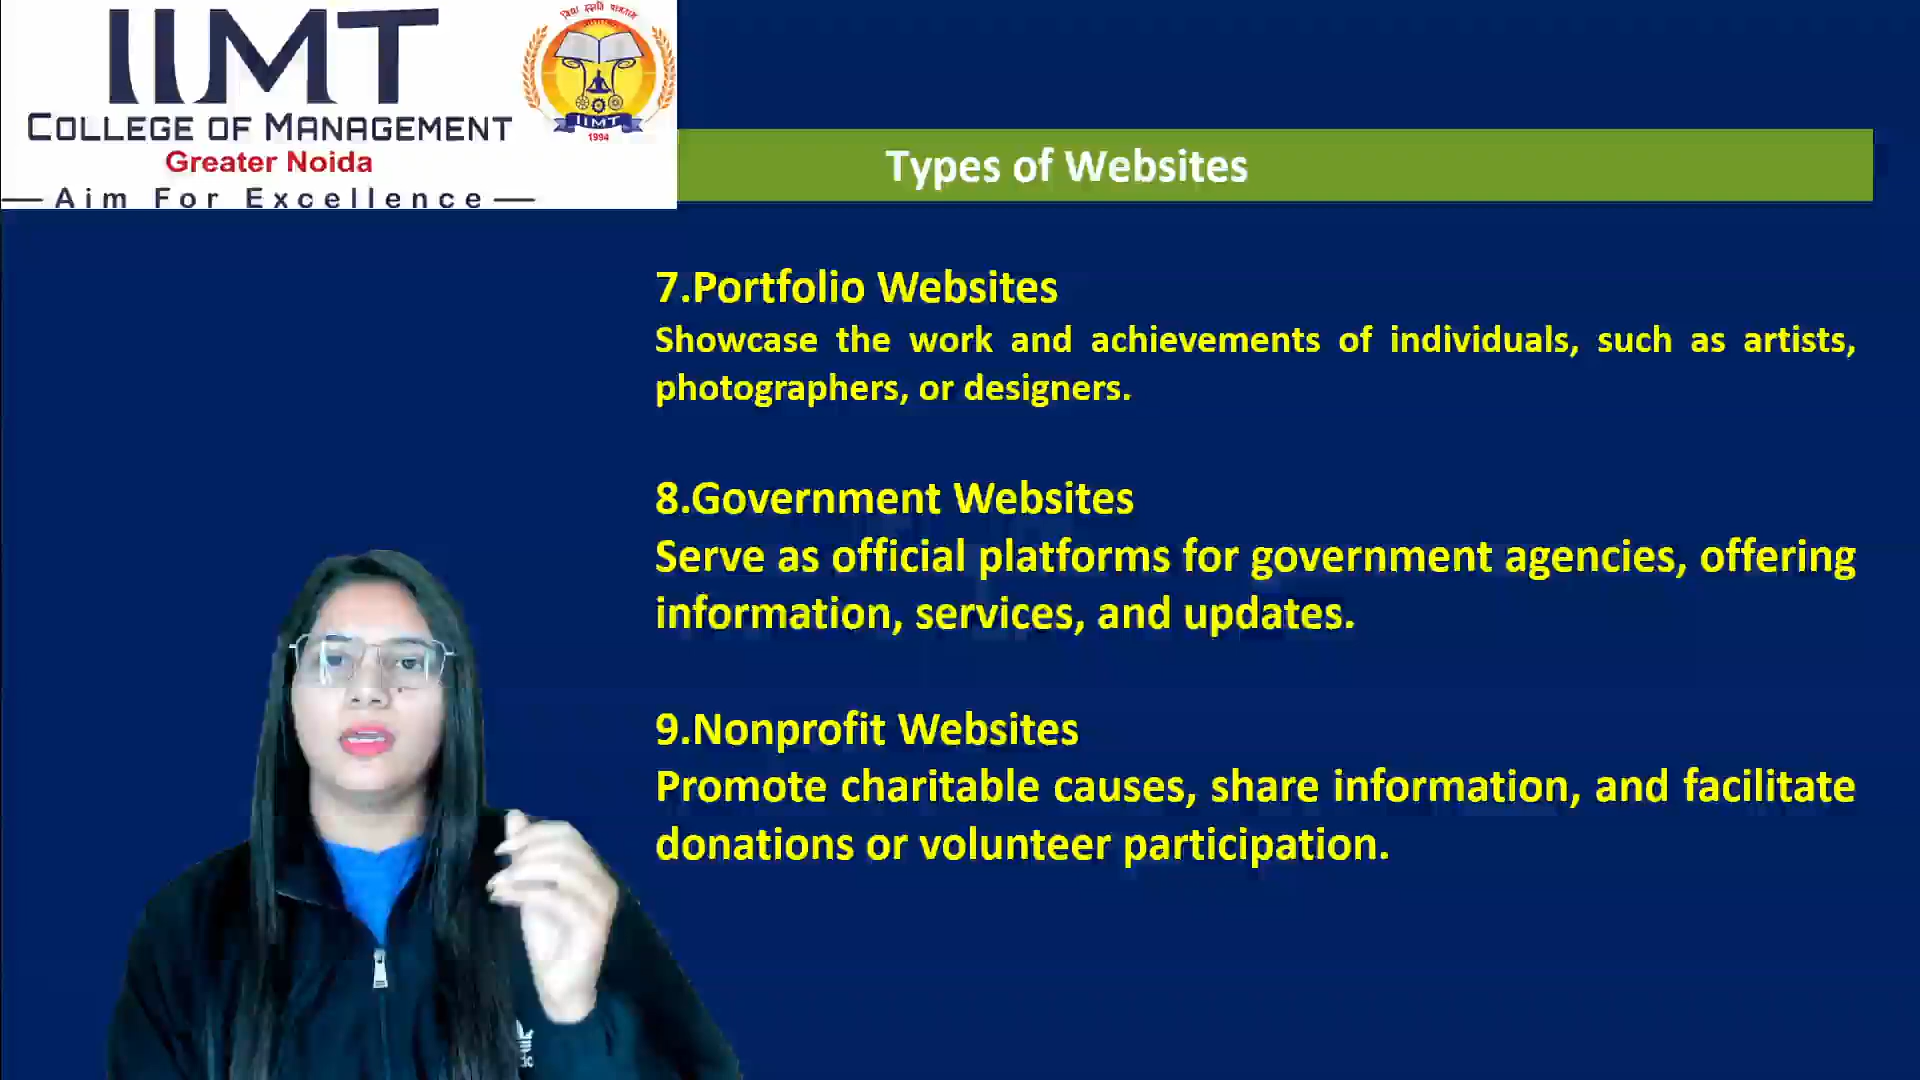 IIMT
COLLEGE OF MANAGEMENT
Greater Noida
Aim For Excellence
IIMT
1994
Types of Websites
7.Portfolio Websites
Showcase the work and achievements of individuals, such as artists,
photographers, or designers.
8.Government Websites
Serve as official platforms for government agencies, offering
information, services, and updates.
9.Nonprofit Websites
Promote charitable causes, share information, and facilitate
donations or volunteer participation.